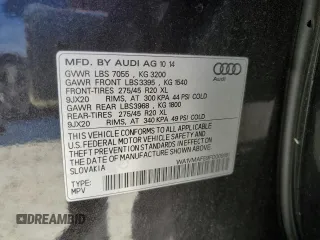 MFD. BY AUDI AG 10 14
GVWR LBS 7055 , KG 3200
GAWR FRONT LBS3395 , KG 1540
FRONT-TIRES 275/45 R20 XL
9JX20 RIMS, AT 300 KPA 44 PSI COLD
GAWR REAR LBS3968 , KG 1800
REAR-TIRES 275/45 R20 XL
9JX20 RIMS, AT 340 KPA 49 PSI COLD
THIS VEHICLE CONFORMS TO ALL APPLICABLE
U.S. FEDERAL MOTOR VEHICLE SAFETY AND
THEFT PREVENTION STANDARDS IN EFFECT
ON THE DATE OF MANUFACTURE SHOWN ABOVE.
SLOVAKIA
TYPE:
MPV
Audi
DREAMBID